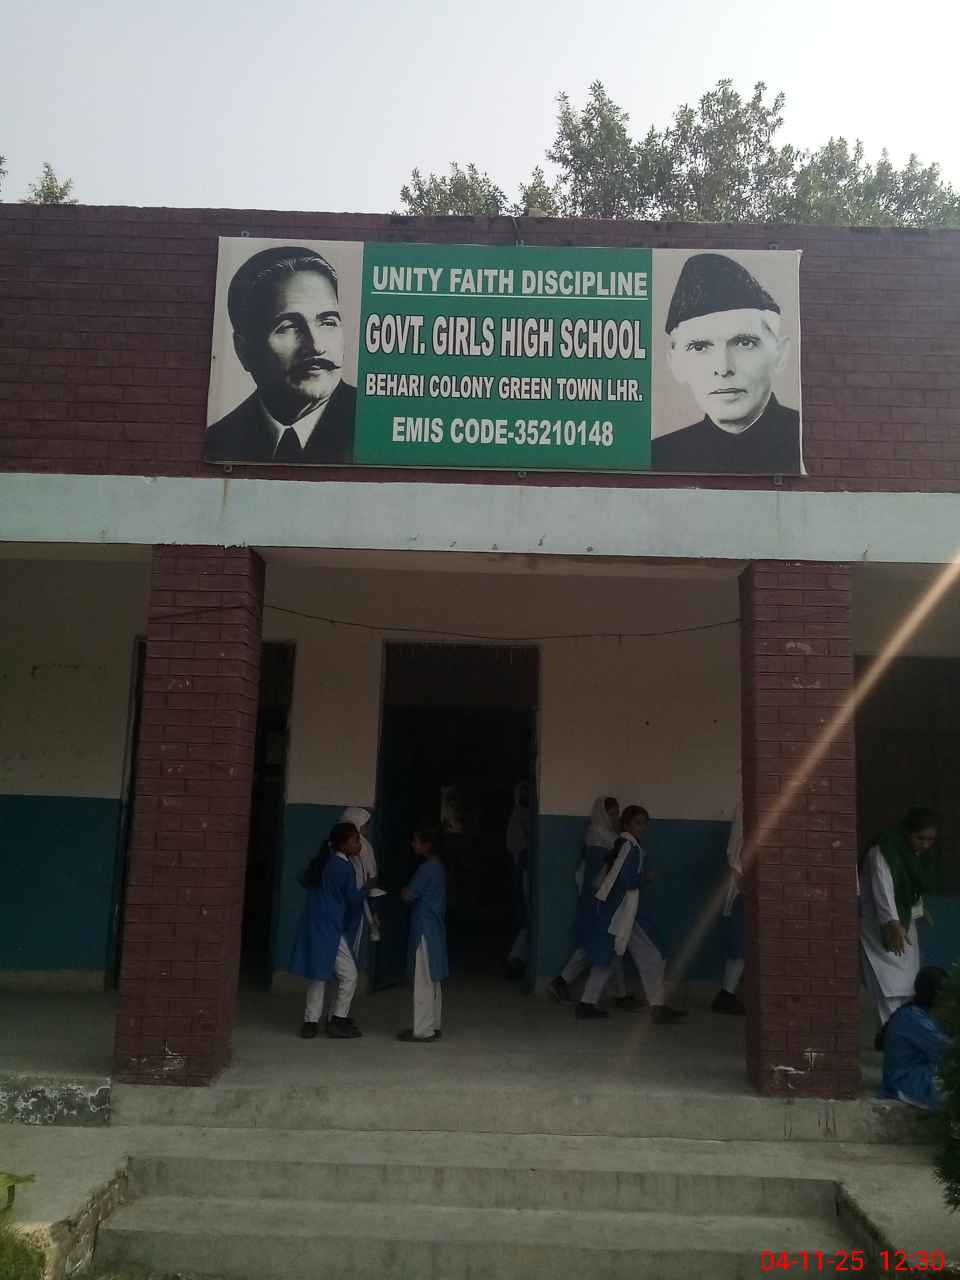 UNITY FAITH DISCIPLINE
GOVT. GIRLS HIGH SCHOOL
BEHARI COLONY GREEN TOWN LHR.
EMIS CODE-35210148
04-11-25 12:30